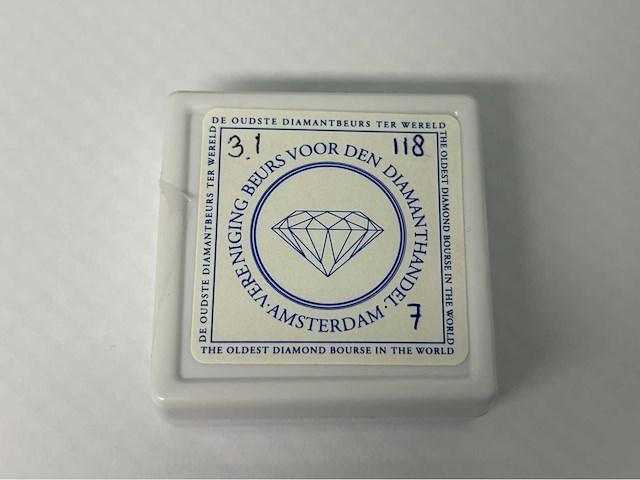 DE OUDSTE DIAMANTBEURS TER WERELD
THE OLDEST DIAMOND BOURSE IN THE WORLD
DE OUDSTE DIAMANTBEURS TER WERELD
3.1
118
VERENIGING BEURS VOOR DEN DIAMANTHANDEL · AMSTERDAM ·
7
THE OLDEST DIAMOND BOURSE IN THE WORLD